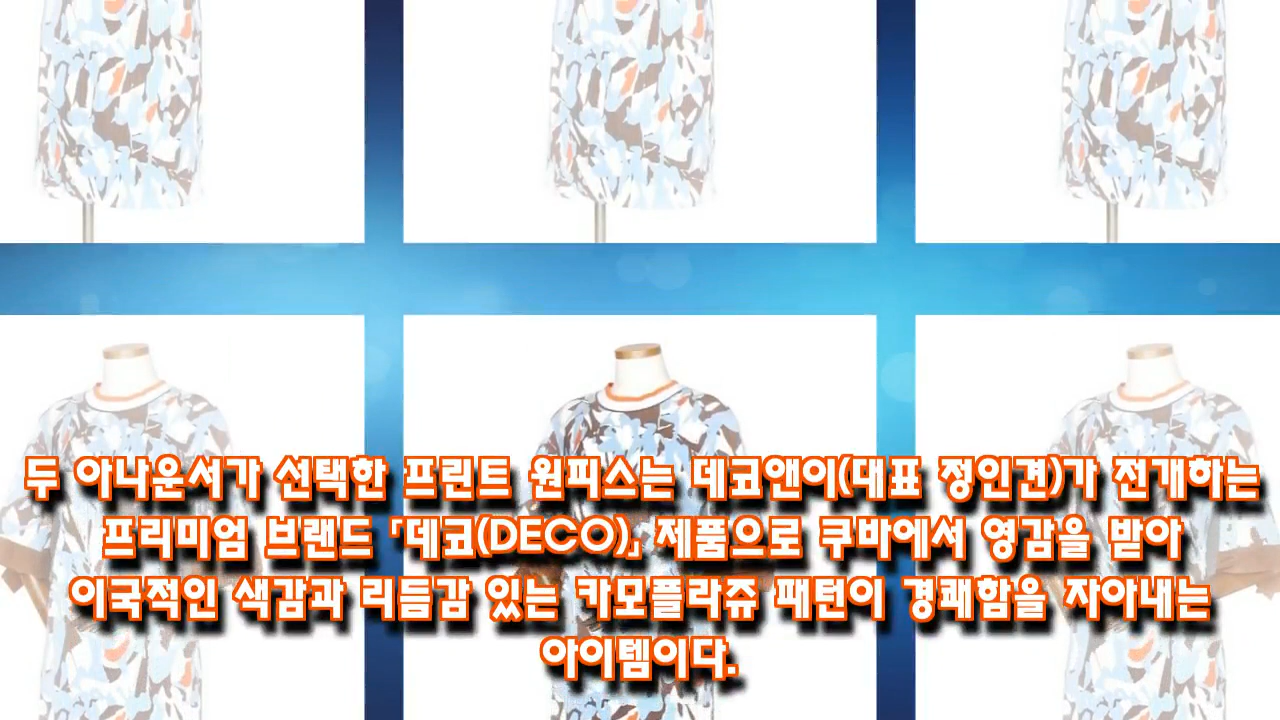 두 아나운서가 선택한 프린트 원피스는 데코앤이(대표 정인견)가 전개하는
프리미엄 브랜드 「데코(DECO)」 제품으로 쿠바에서 영감을 받아
이국적인 색감과 리듬감 있는 카모플라쥬 패턴이 경쾌함을 자아내는
아이템이다.